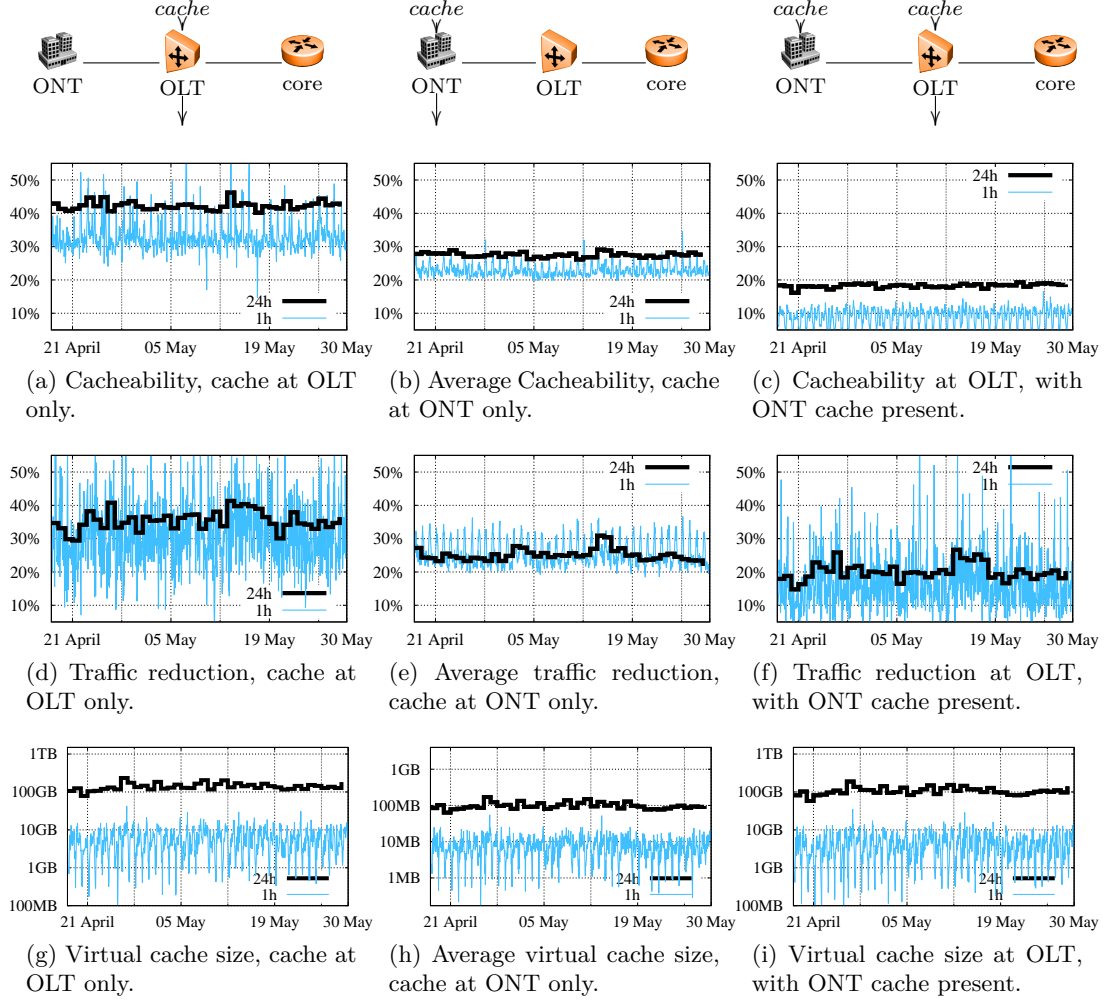 cache
ONT OLT core
cache
ONT OLT core
cache cache
ONT OLT core
50%
40%
30%
20%
10%
24h
1h
21 April 05 May 19 May 30 May
(a) Cacheability, cache at OLT
only.
50%
40%
30%
20%
10%
24h
1h
21 April 05 May 19 May 30 May
(b) Average Cacheability, cache
at ONT only.
24h
1h
50%
40%
30%
20%
10%
21 April 05 May 19 May 30 May
(c) Cacheability at OLT, with
ONT cache present.
50%
40%
30%
20%
10%
24h
1h
21 April 05 May 19 May 30 May
(d) Traffic reduction, cache at
OLT only.
24h
1h
50%
40%
30%
20%
10%
21 April 05 May 19 May 30 May
(e) Average traffic reduction,
cache at ONT only.
24h
1h
50%
40%
30%
20%
10%
21 April 05 May 19 May 30 May
(f) Traffic reduction at OLT,
with ONT cache present.
1TB
100GB
10GB
1GB
100MB
24h
1h
21 April 05 May 19 May 30 May
(g) Virtual cache size, cache at
OLT only.
1GB
100MB
10MB
1MB
24h
1h
21 April 05 May 19 May 30 May
(h) Average virtual cache size,
cache at ONT only.
1TB
100GB
10GB
1GB
100MB
24h
1h
21 April 05 May 19 May 30 May
(i) Virtual cache size at OLT,
with ONT cache present.